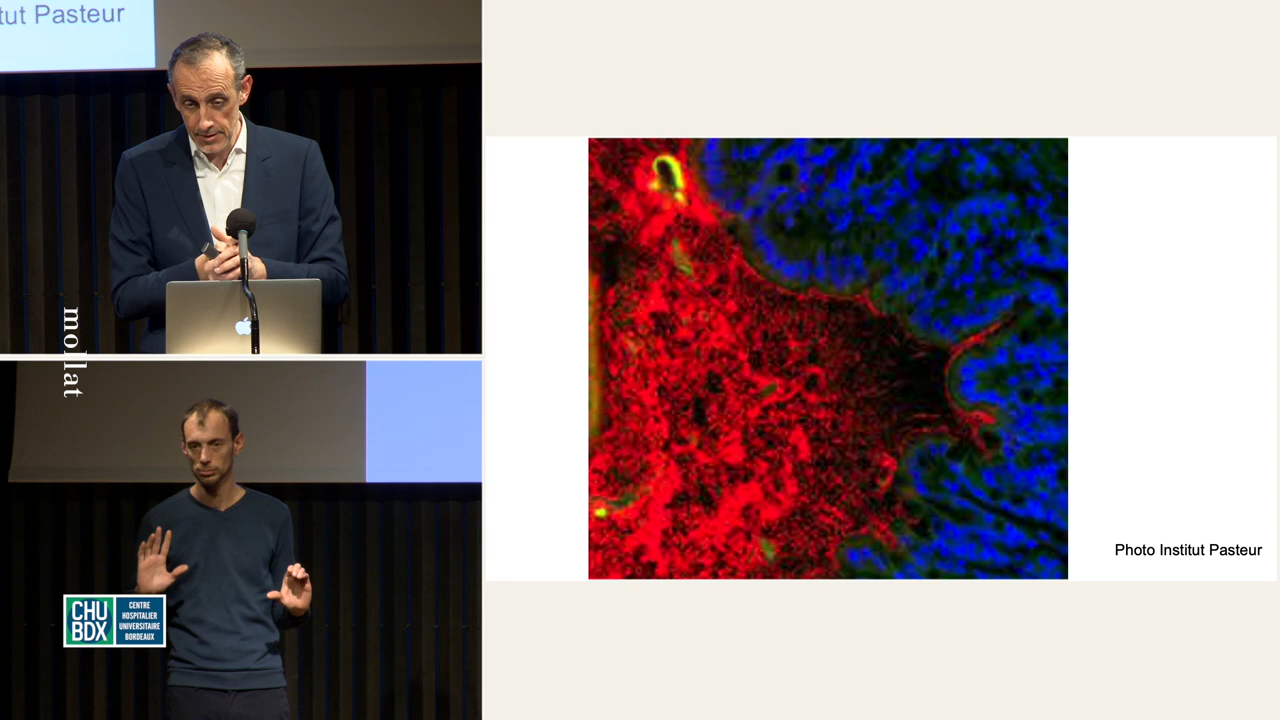 tut Pasteur
mollat
CHU
BDX
CENTRE
HOSPITALIER
UNIVERSITAIRE
BORDEAUX
Photo Institut Pasteur